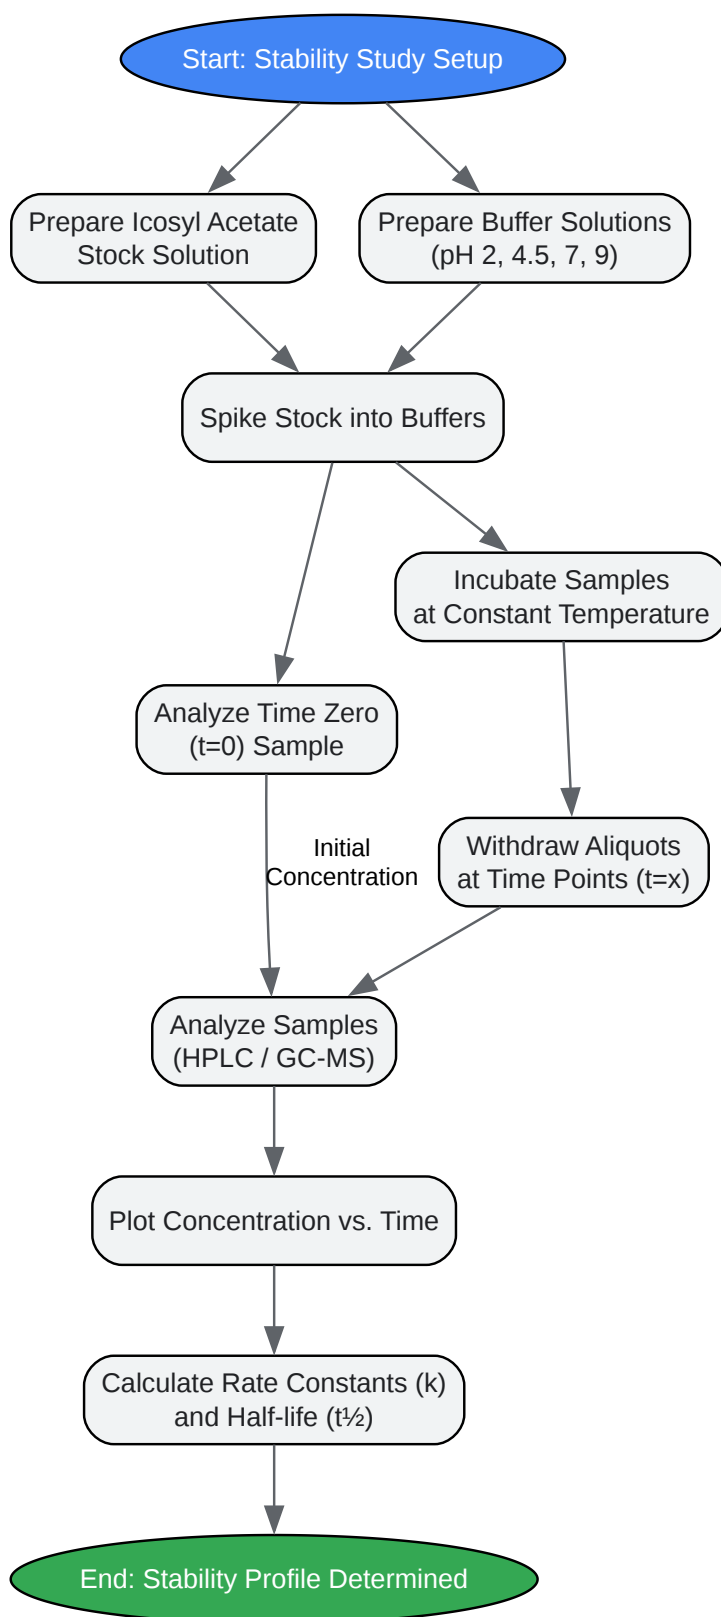 Start: Stability Study Setup
Prepare Icosyl Acetate
Stock Solution
Prepare Buffer Solutions
(pH 2, 4.5, 7, 9)
Spike Stock into Buffers
Incubate Samples
at Constant Temperature
Analyze Time Zero
(t=0) Sample
Initial
Concentration
Withdraw Aliquots
at Time Points (t=x)
Analyze Samples
(HPLC / GC-MS)
Plot Concentration vs. Time
Calculate Rate Constants (k)
and Half-life (t½)
End: Stability Profile Determined